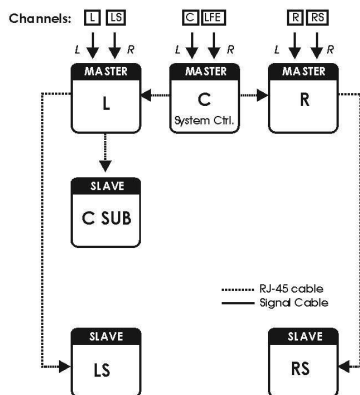 Channels: L LS C LFE R RS
L R L R L R
MASTER MASTER MASTER
L C R
System Ctrl.
SLAVE
C SUB
RJ-45 cable
Signal Cable
SLAVE SLAVE
LS RS